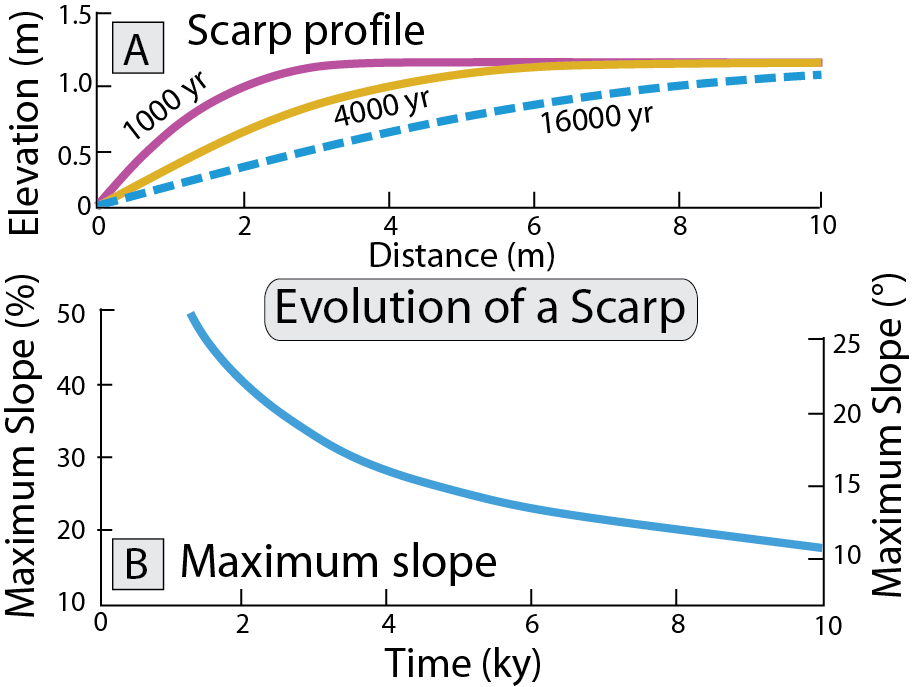 1.5
A
Scarp profile
Elevation (m)
1.0
1000 yr
4000 yr
16000 yr
0.5
0
0 2 4 6 8 10
Distance (m)
Evolution of a Scarp
Maximum Slope (%)
50
40
30
20
10
Maximum Slope (°)
25
20
15
10
B
Maximum slope
0 2 4 6 8 10
Time (ky)